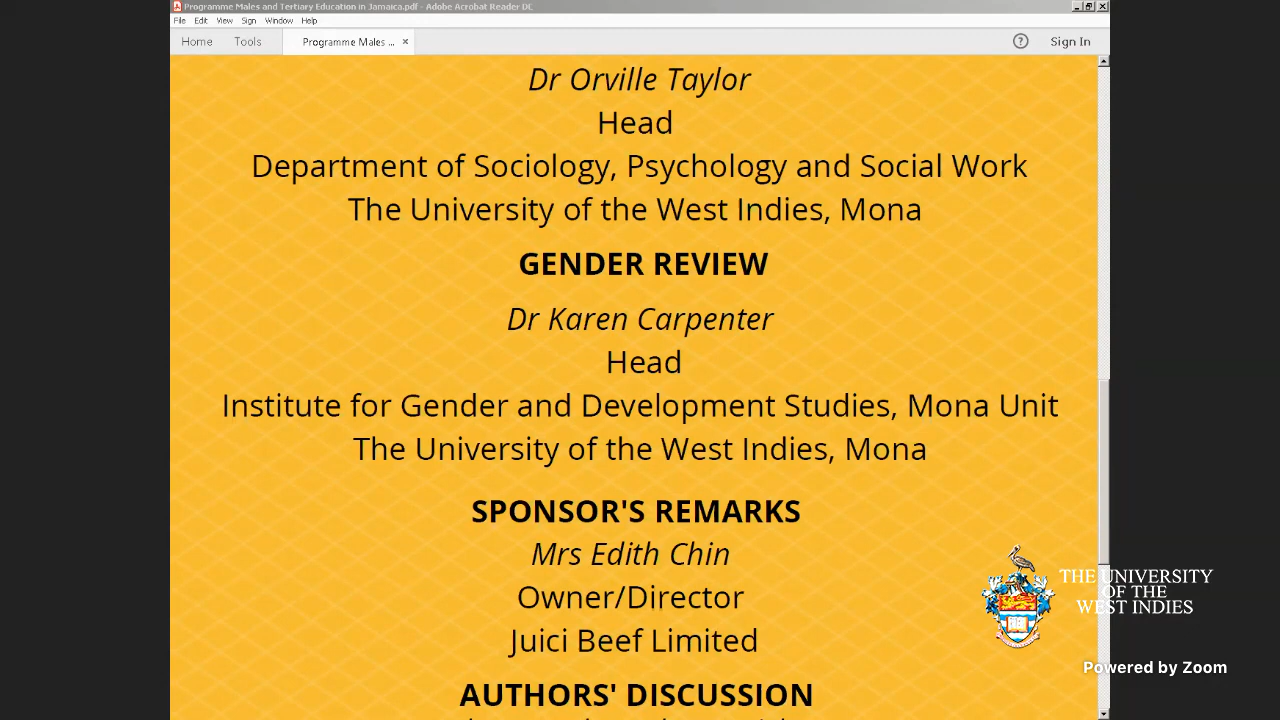 Programme Males and Tertiary Education in Jamaica.pdf - Adobe Acrobat Reader DC
File Edit View Sign Window Help
Home Tools Programme Males ... × ? Sign In
Dr Orville Taylor
Head
Department of Sociology, Psychology and Social Work
The University of the West Indies, Mona
GENDER REVIEW
Dr Karen Carpenter
Head
Institute for Gender and Development Studies, Mona Unit
The University of the West Indies, Mona
SPONSOR'S REMARKS
Mrs Edith Chin
Owner/Director
Juici Beef Limited
AUTHORS' DISCUSSION
THE UNIVERSITY
OF THE
WEST INDIES
Powered by Zoom